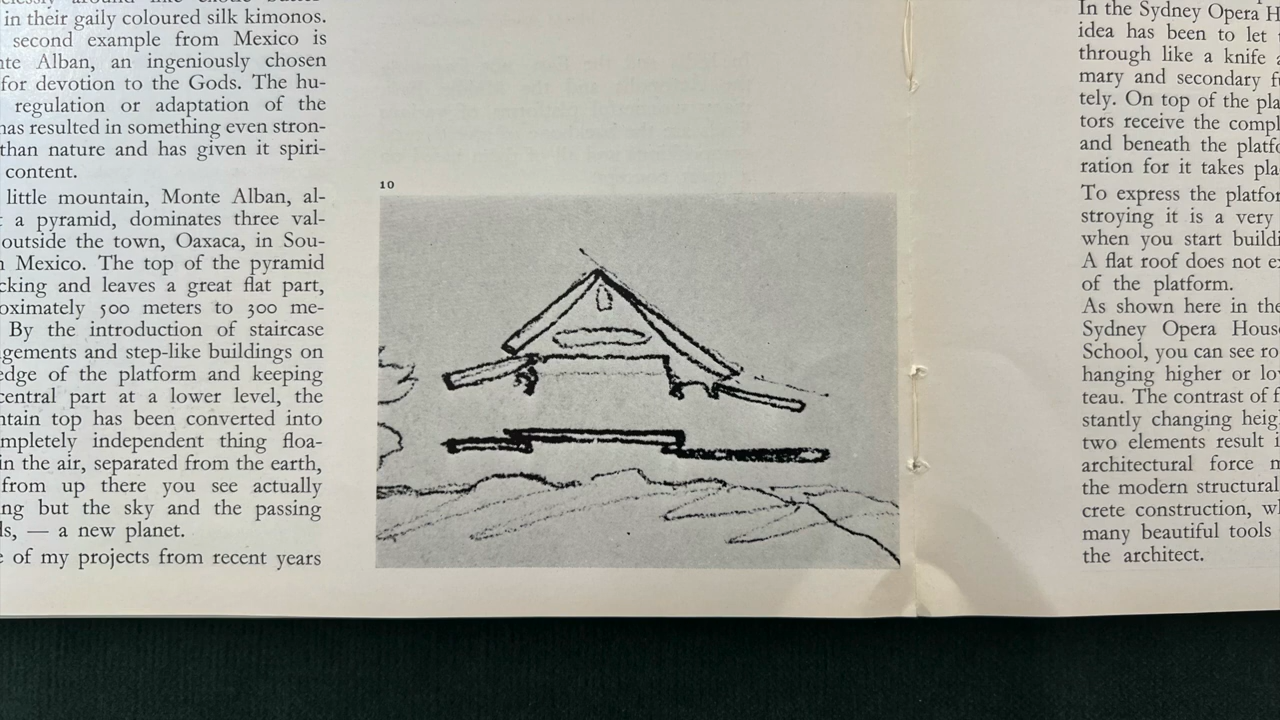 in their gaily coloured silk kimonos.
second example from Mexico is
Alban, an ingeniously chosen
for devotion to the Gods. The hu-
regulation or adaptation of the
has resulted in something even stron-
than nature and has given it spiri-
content.
little mountain, Monte Alban, al-
a pyramid, dominates three val-
outside the town, Oaxaca, in Sou-
Mexico. The top of the pyramid
cking and leaves a great flat part,
oximately 500 meters to 300 me-
By the introduction of staircase
gements and step-like buildings on
edge of the platform and keeping
central part at a lower level, the
ntain top has been converted into
mpletely independent thing floa-
in the air, separated from the earth,
from up there you see actually
ng but the sky and the passing
ds, — a new planet.
of my projects from recent years
10
In the Sydney Opera H
idea has been to let
through like a knife
mary and secondary fu
tely. On top of the pla
tors receive the compl
and beneath the platfo
ration for it takes pla
To express the platfor
stroying it is a very
when you start buildi
A flat roof does not ex
of the platform.
As shown here in the
Sydney Opera House
School, you can see ro
hanging higher or lo
teau. The contrast of f
stantly changing heig
two elements result i
architectural force m
the modern structural
crete construction, wh
many beautiful tools
the architect.